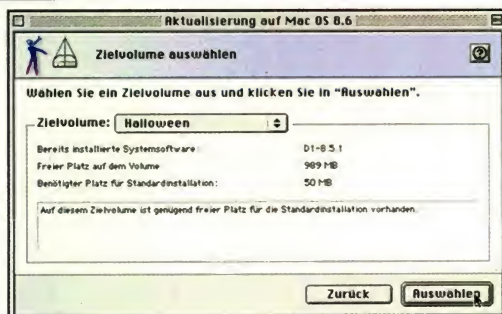 Aktualisierung auf Mac OS 8.6
Zielvolume auswählen
Wählen Sie ein Zielvolume aus und klicken Sie in "Auswählen".
Zielvolume: Halloween
Bereits installierte Systemsoftware: D1-8.5.1
Freier Platz auf dem Volume 989 MB
Benötigter Platz für Standardinstallation: 50 MB
Auf diesem Zielvolume ist genügend freier Platz für die Standardinstallation vorhanden.
Zurück Auswählen